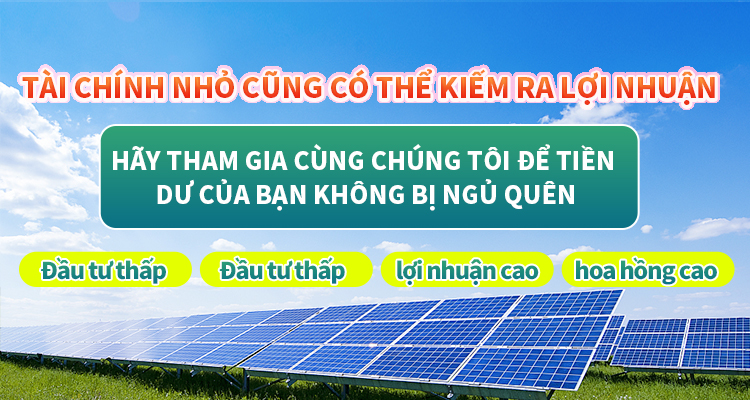 TÀI CHÍNH NHỎ CŨNG CÓ THỂ KIẾM RA LỢI NHUẬN
HÃY THAM GIA CÙNG CHÚNG TÔI ĐỂ TIỀN
DƯ CỦA BẠN KHÔNG BỊ NGỦ QUÊN
Đầu tư thấp Đầu tư thấp lợi nhuận cao hoa hồng cao